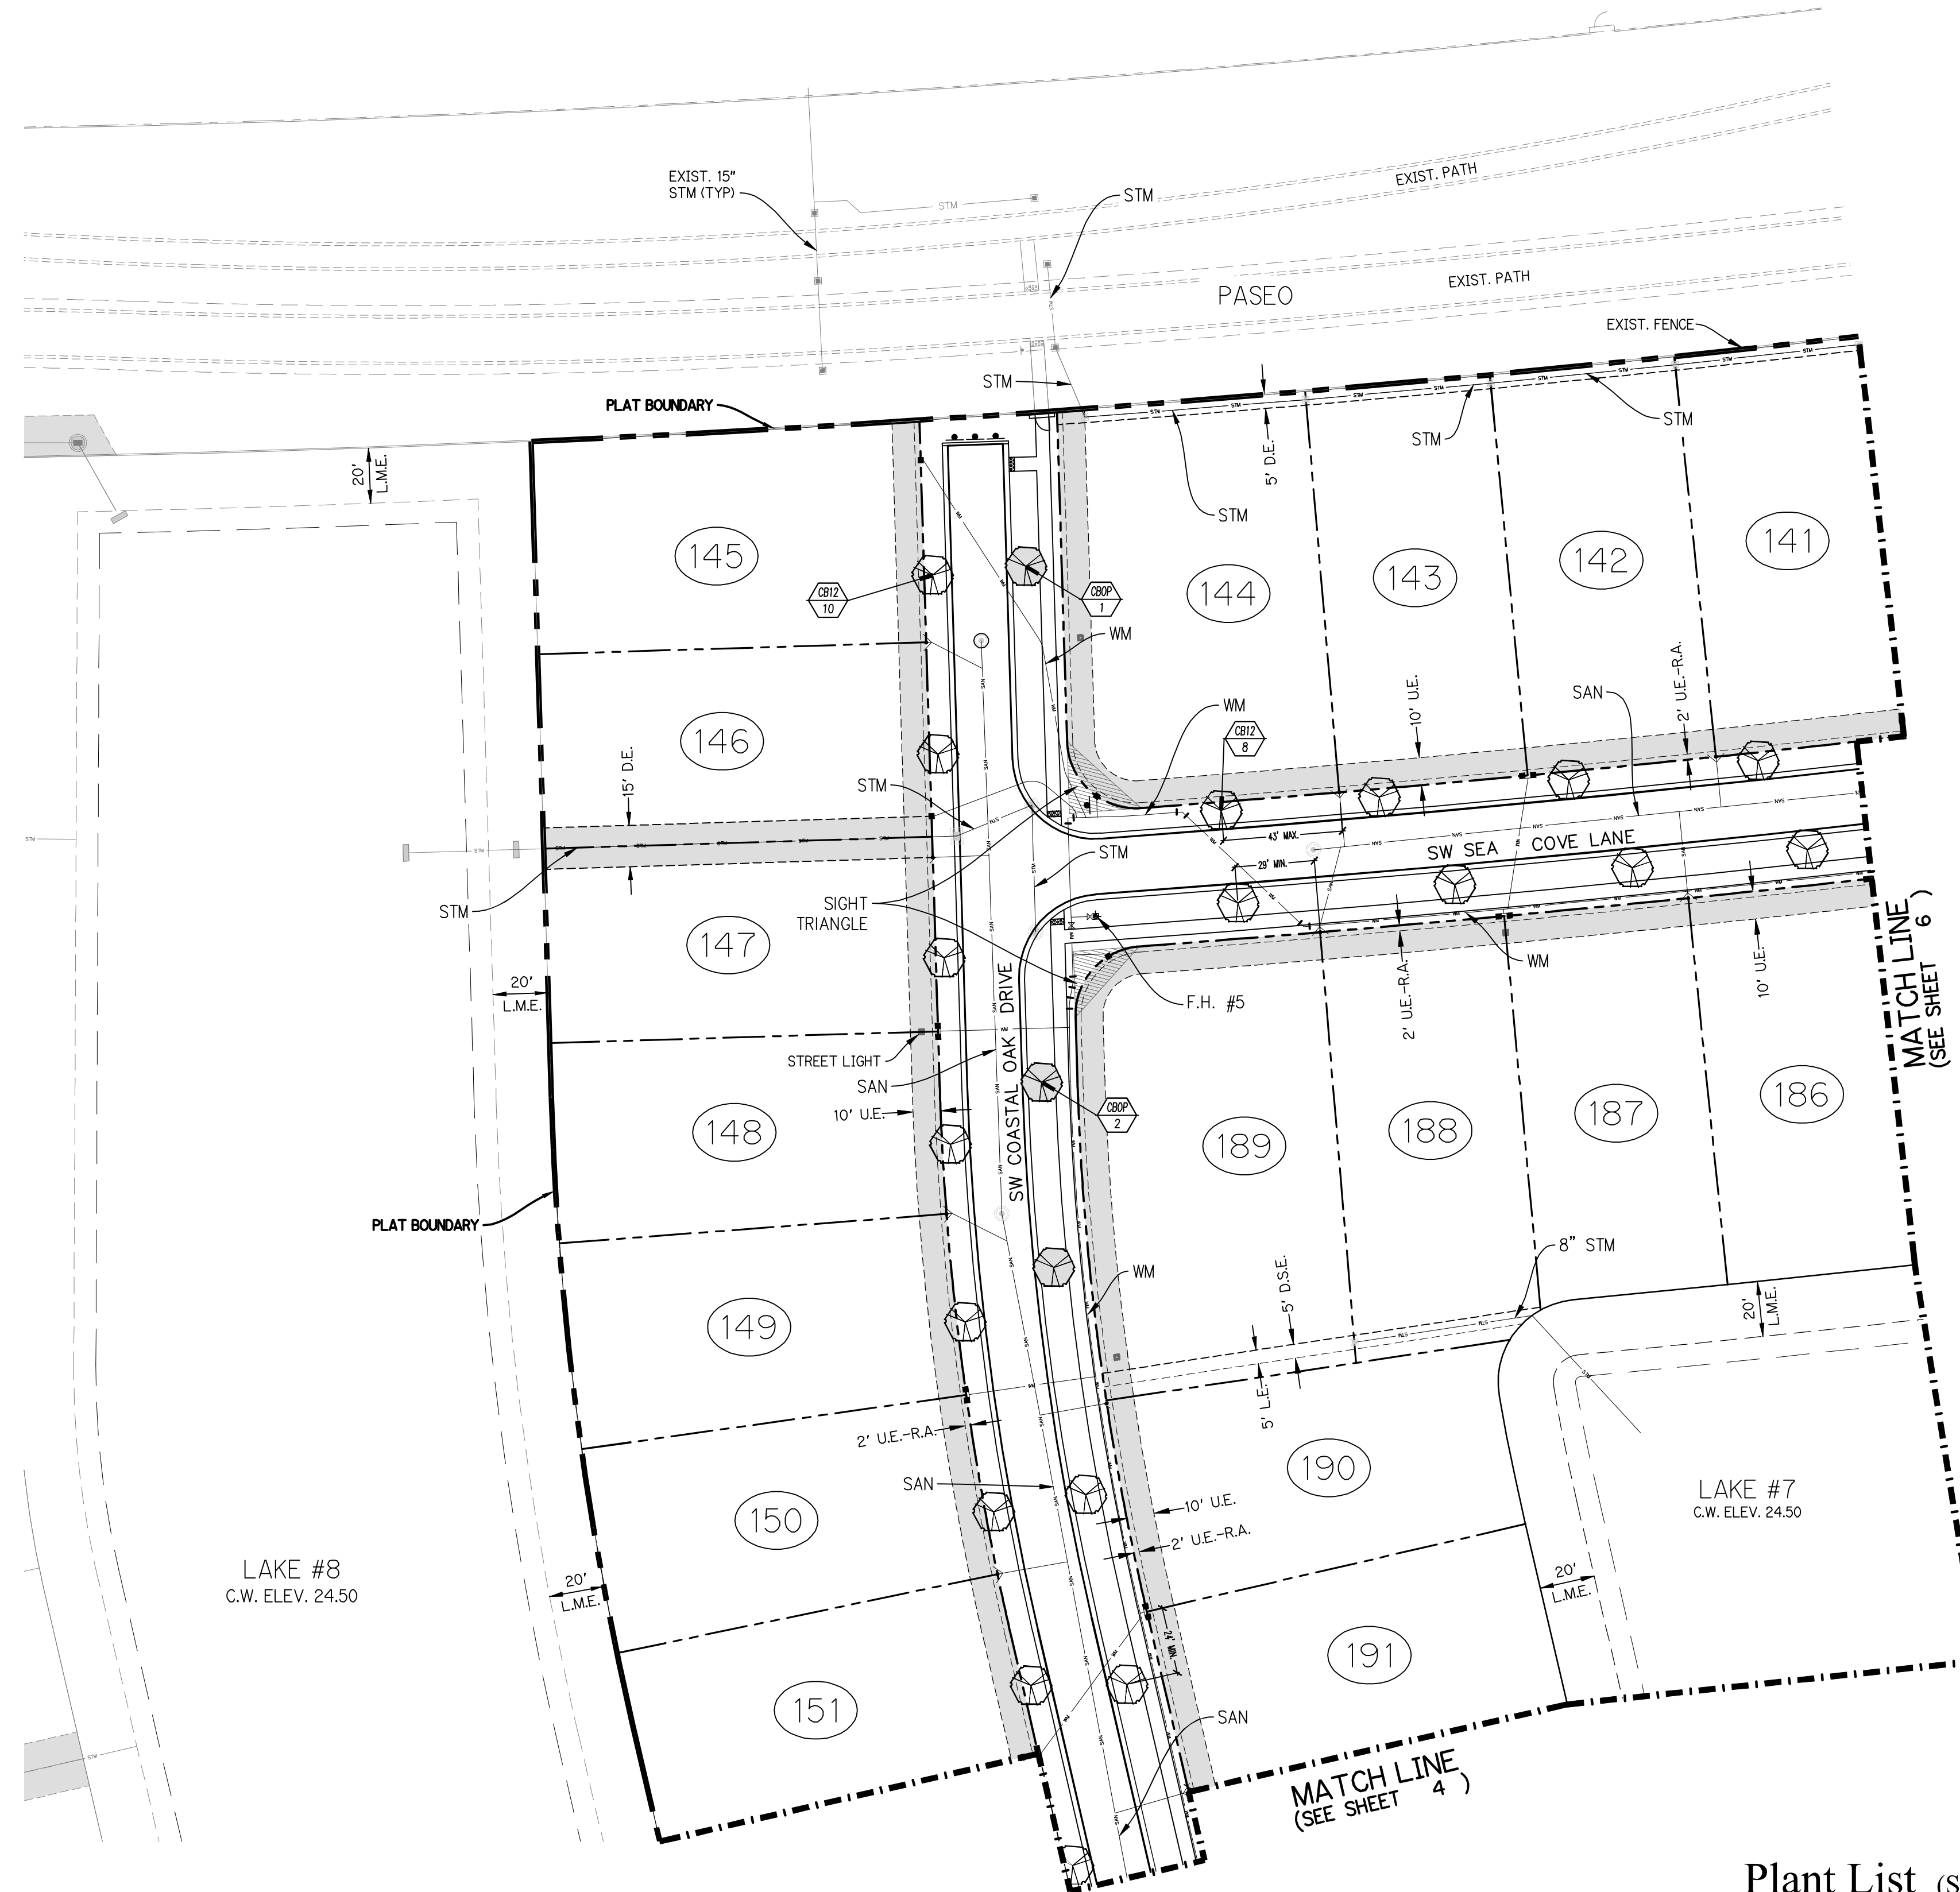 EXIST. 15"
STM (TYP)
STM
STM
EXIST. PATH
PASEO
EXIST. PATH
EXIST. FENCE
STM
PLAT BOUNDARY
20'
L.M.E.
5' D.E.
STM
STM
STM
145
CB12
10
CBOP
1
144
143
142
141
WM
146
15' D.E.
STM
WM
CB12
8
10' U.E.
SAN
2' U.E.-R.A.
43' MAX.
29' MIN.
SW SEA COVE LANE
STM
STM
STM
SIGHT
TRIANGLE
147
20'
L.M.E.
F.H. #5
WM
2' U.E.-R.A.
10' U.E.
MATCH LINE
(SEE SHEET 6 )
STREET LIGHT
SAN
SW COASTAL OAK DRIVE
10' U.E.
148
CBOP
2
189
188
187
186
PLAT BOUNDARY
WM
8" STM
5' D.S.E.
5' L.E.
20'
L.M.E.
149
2' U.E.-R.A.
SAN
150
190
10' U.E.
2' U.E.-R.A.
LAKE #7
C.W. ELEV. 24.50
LAKE #8
C.W. ELEV. 24.50
20'
L.M.E.
20'
L.M.E.
24' MIN.
151
191
SAN
MATCH LINE
(SEE SHEET 4 )
Plant List (S